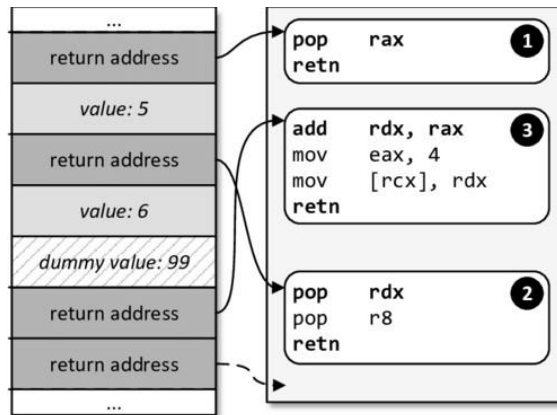 ...
return address
value: 5
return address
value: 6
dummy value: 99
return address
return address
...
pop rax
retn
1
add rdx, rax
mov eax, 4
mov [rcx], rdx
retn
3
pop rdx
pop r8
retn
2